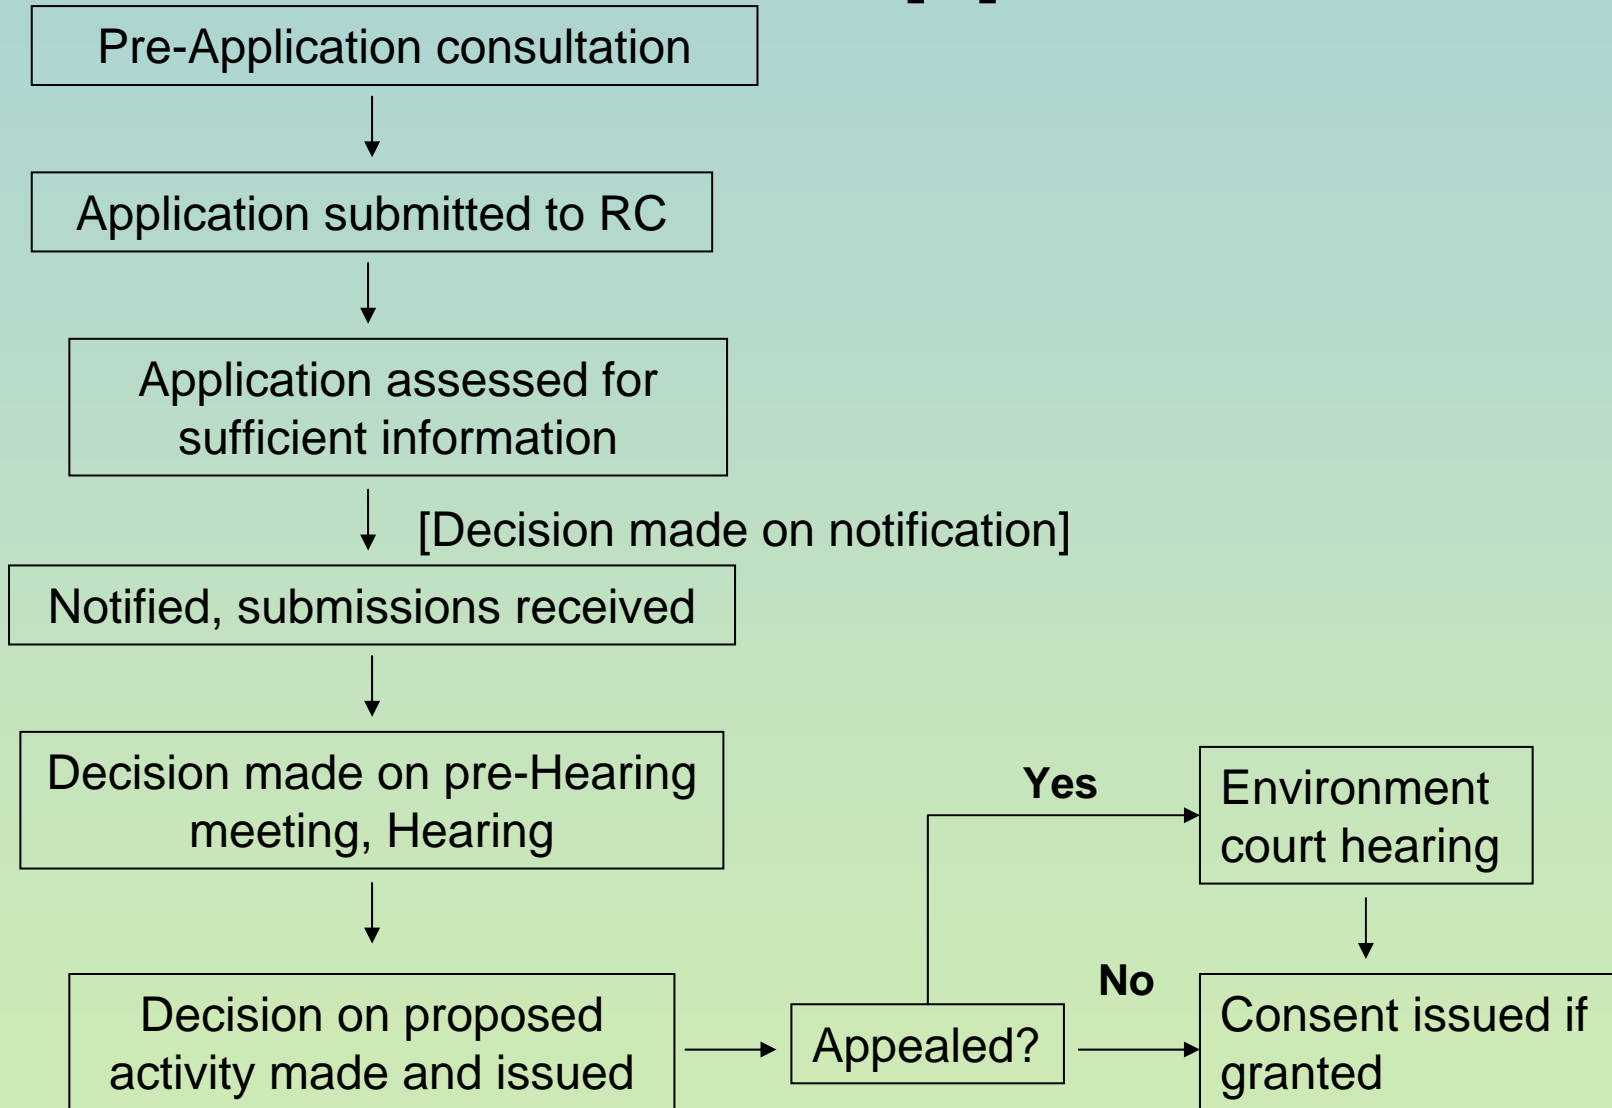 Pre-Application consultation
Application submitted to RC
Application assessed for
sufficient information
[Decision made on notification]
Notified, submissions received
Decision made on pre-Hearing
meeting, Hearing
Yes
Environment
court hearing
Decision on proposed
activity made and issued
Appealed?
No
Consent issued if
granted